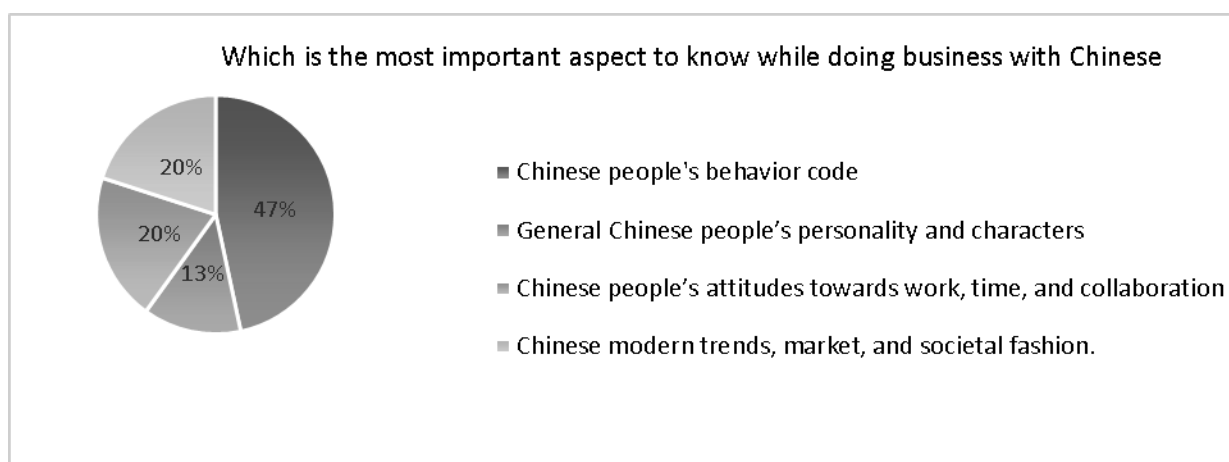 Which is the most important aspect to know while doing business with Chinese
20%
47%
20%
13%
Chinese people's behavior code
General Chinese people’s personality and characters
Chinese people’s attitudes towards work, time, and collaboration
Chinese modern trends, market, and societal fashion.